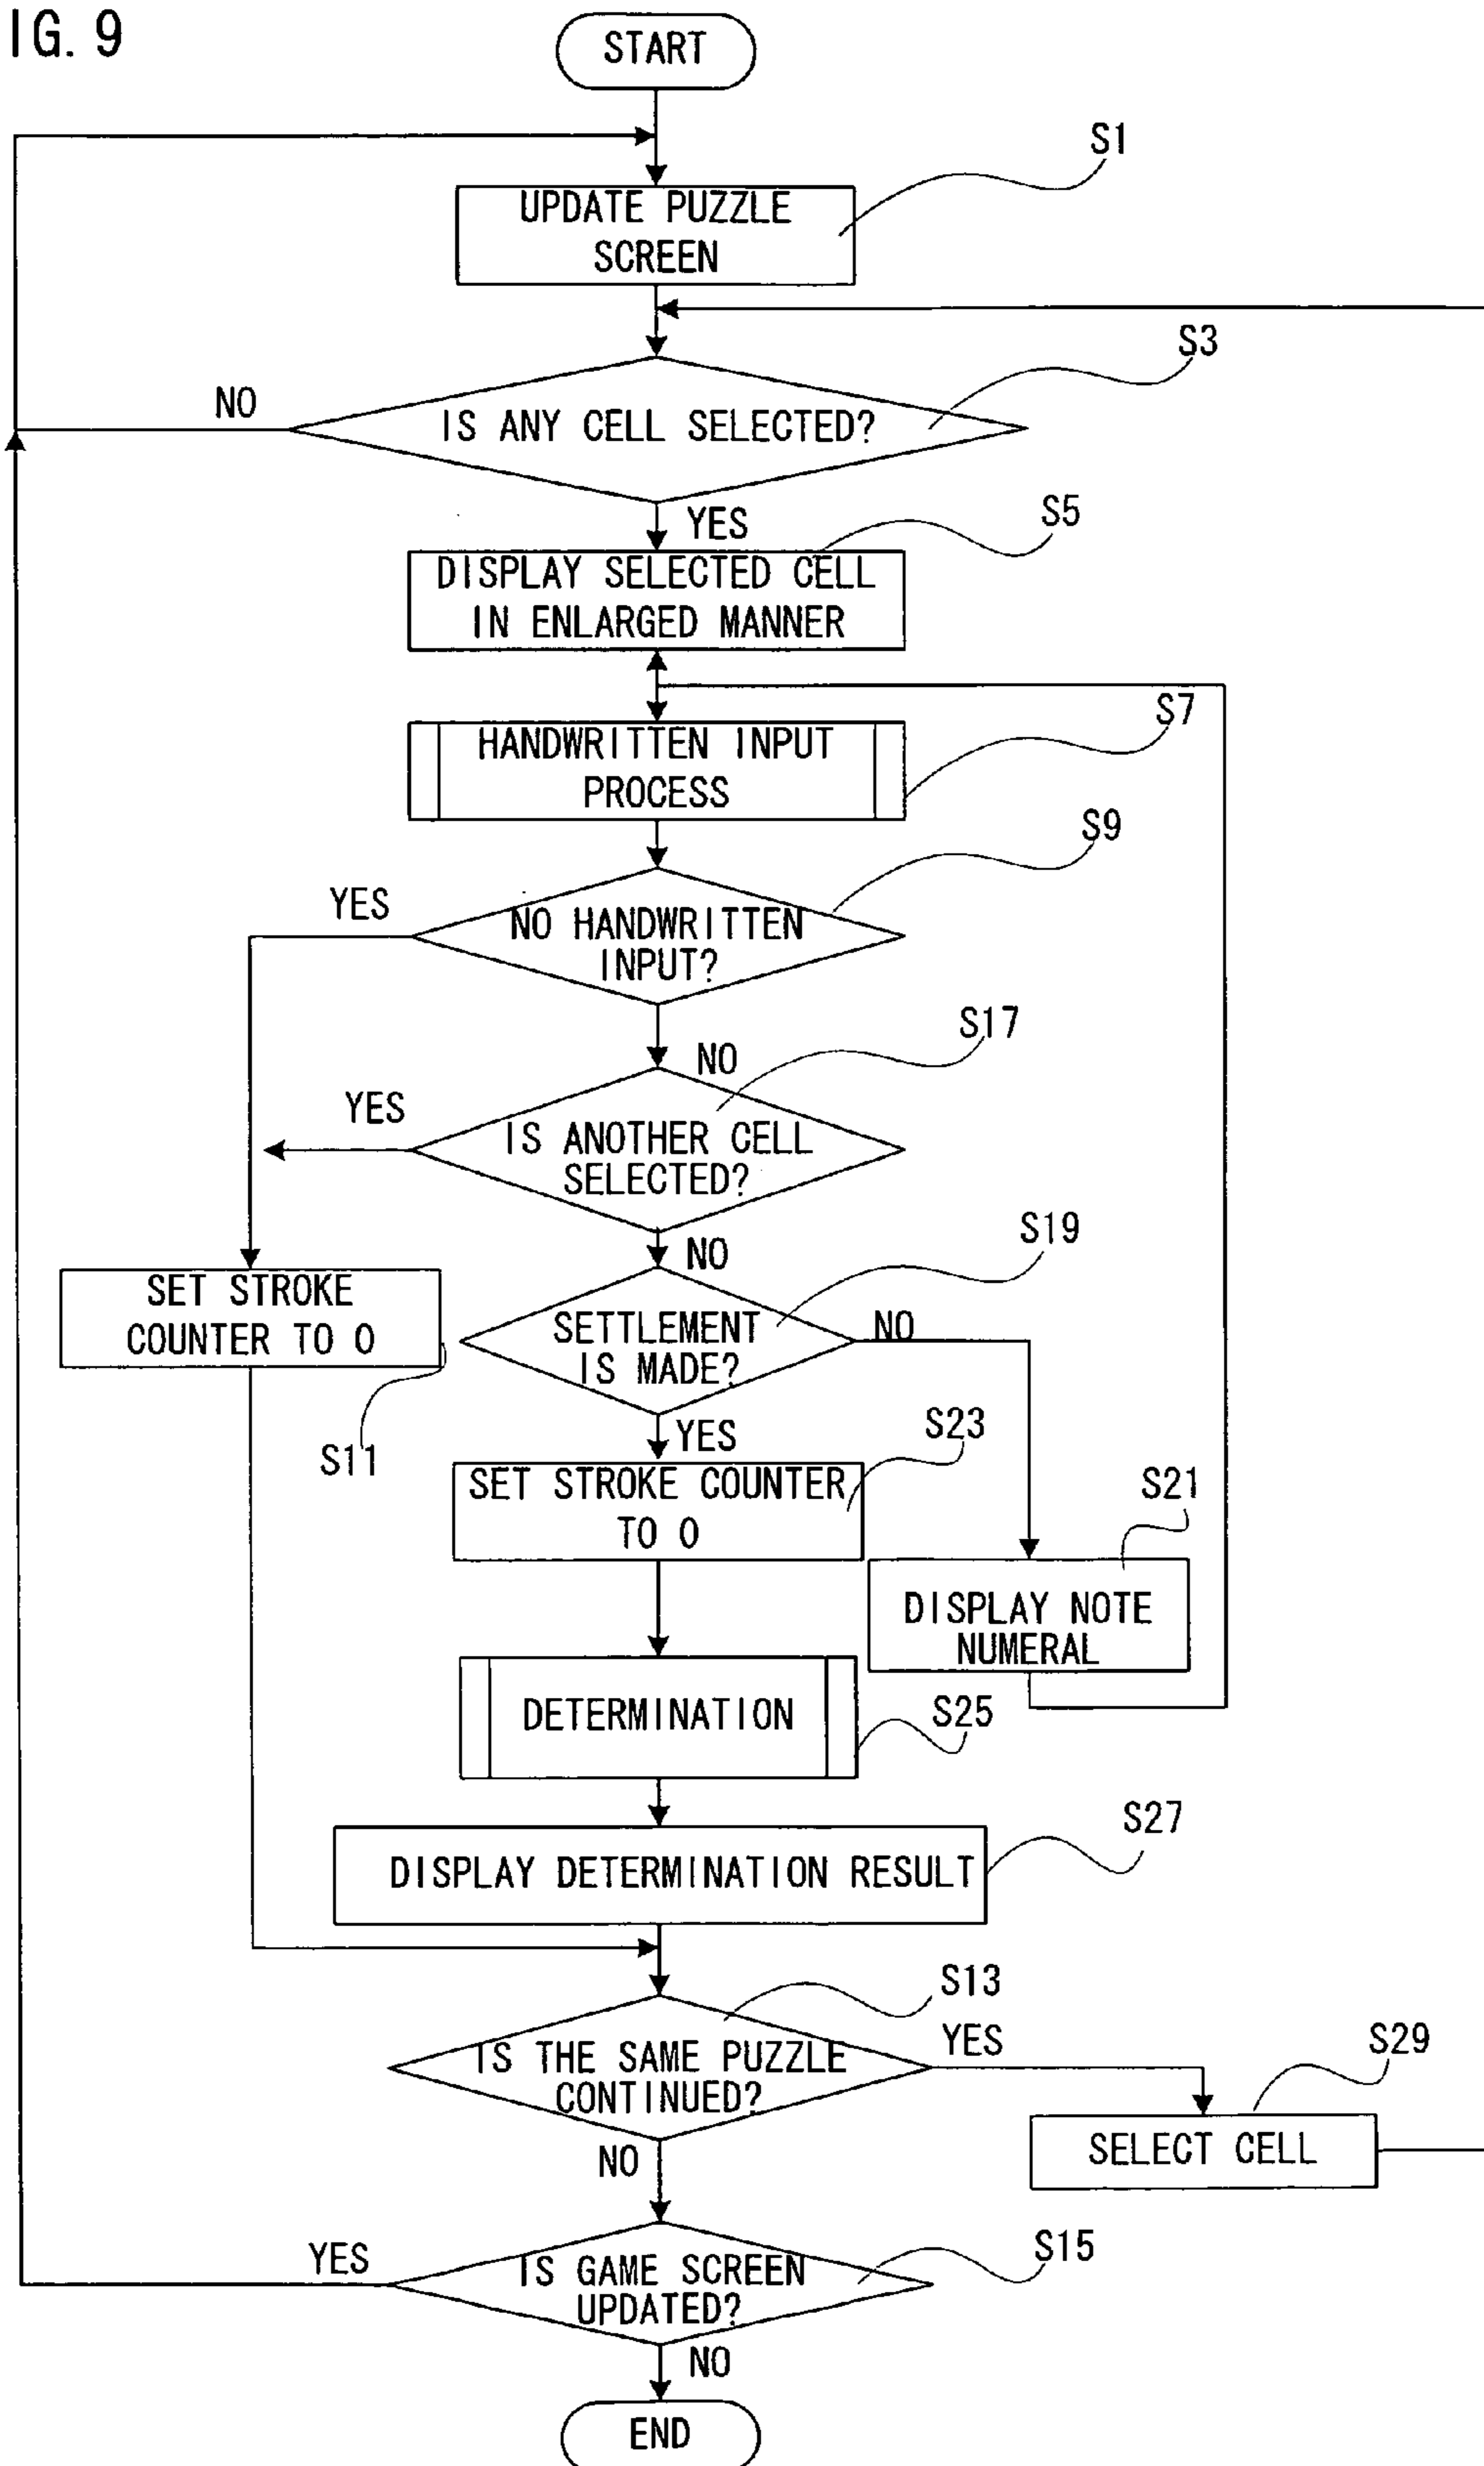 IG. 9
START
S1
UPDATE PUZZLE
SCREEN
S3
NO
IS ANY CELL SELECTED?
YES
S5
DISPLAY SELECTED CELL
IN ENLARGED MANNER
S7
HANDWRITTEN INPUT
PROCESS
S9
YES
NO HANDWRITTEN
INPUT?
S17
NO
YES
IS ANOTHER CELL
SELECTED?
S19
NO
SET STROKE
COUNTER TO 0
SETTLEMENT
IS MADE?
NO
S11
YES
S23
SET STROKE COUNTER
TO 0
S21
DISPLAY NOTE
NUMERAL
DETERMINATION
S25
S27
DISPLAY DETERMINATION RESULT
S13
IS THE SAME PUZZLE
CONTINUED?
YES
S29
SELECT CELL
NO
S15
YES
IS GAME SCREEN
UPDATED?
NO
END